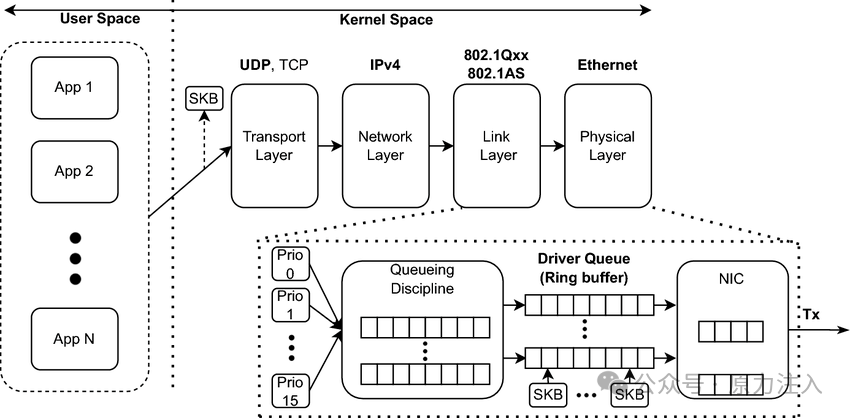 User Space
Kernel Space
App 1
App 2
App N
SKB
UDP, TCP
Transport
Layer
IPv4
Network
Layer
802.1Qxx
802.1AS
Link
Layer
Ethernet
Physical
Layer
Prio
0
Prio
1
Prio
15
Queueing
Discipline
Driver Queue
(Ring buffer)
SKB
SKB
NIC
Tx
公众号 · 原力注入